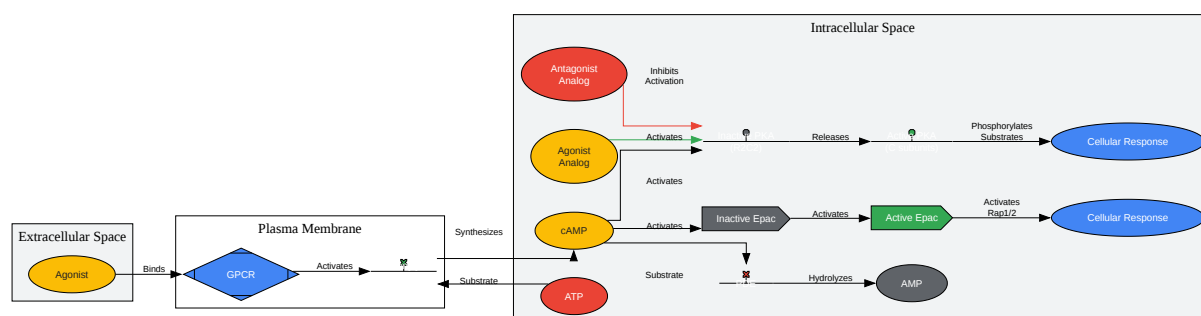 Intracellular Space
Antagonist
Analog
Inhibits
Activation
Agonist
Analog
Activates
Releases
Phosphorylates
Substrates
Cellular Response
Activates
cAMP
Activates
Inactive Epac
Activates
Active Epac
Activates
Rap1/2
Cellular Response
Extracellular Space
Agonist
Binds
Plasma Membrane
GPCR
Activates
AC
Synthesizes
Substrate
ATP
Substrate
Hydrolyzes
AMP